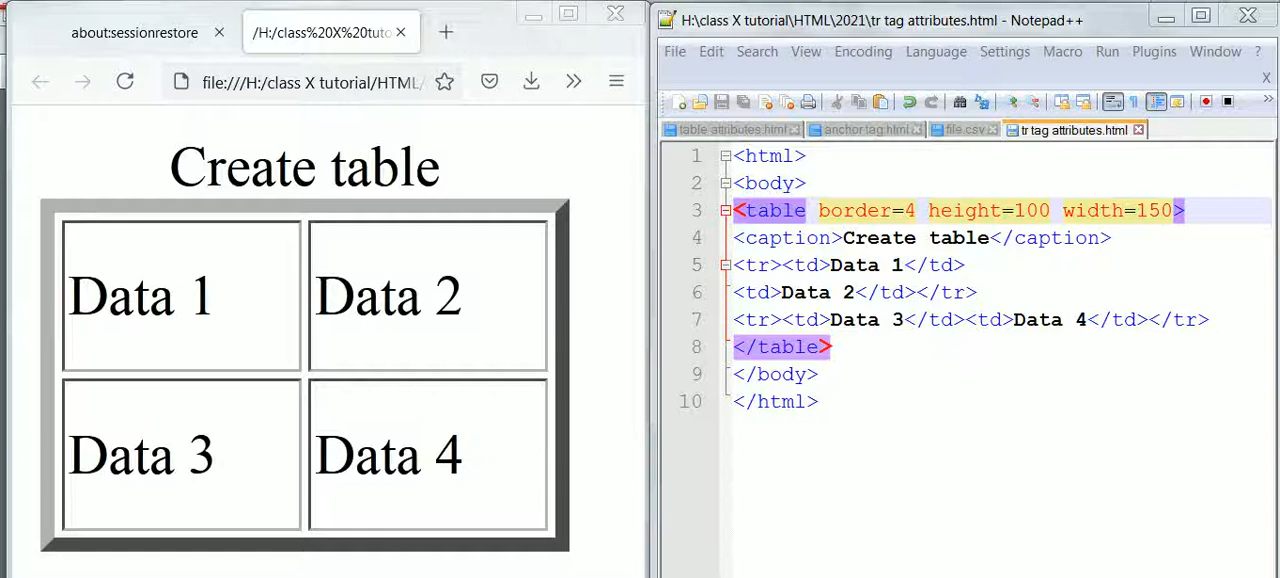 about:sessionrestore
/H:/class%20X%20tuto
file:///H:/class X tutorial/HTML/
Create table
Data 1 Data 2
Data 3 Data 4
H:\class X tutorial\HTML\2021\tr tag attributes.html - Notepad++
File Edit Search View Encoding Language Settings Macro Run Plugins Window ?
X
table attributes.html anchor tag.html file.csv tr tag attributes.html
1 <html>
2 <body>
3 <table border=4 height=100 width=150>
4 <caption>Create table</caption>
5 <tr><td>Data 1</td>
6 <td>Data 2</td></tr>
7 <tr><td>Data 3</td><td>Data 4</td></tr>
8 </table>
9 </body>
10 </html>